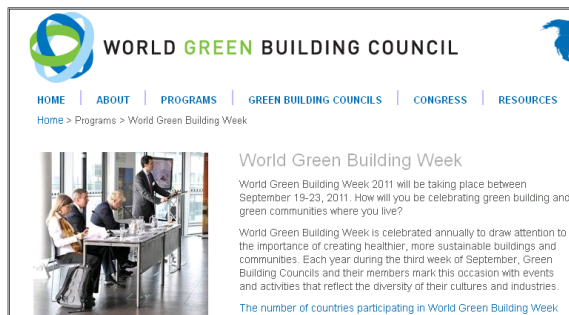 WORLD GREEN BUILDING COUNCIL
HOME ABOUT PROGRAMS GREEN BUILDING COUNCILS CONGRESS RESOURCES
Home > Programs > World Green Building Week
World Green Building Week
World Green Building Week 2011 will be taking place between
September 19-23, 2011. How will you be celebrating green building and
green communities where you live?
World Green Building Week is celebrated annually to draw attention to
the importance of creating healthier, more sustainable buildings and
communities. Each year during the third week of September, Green
Building Councils and their members mark this occasion with events
and activities that reflect the diversity of their cultures and industries.
The number of countries participating in World Green Building Week